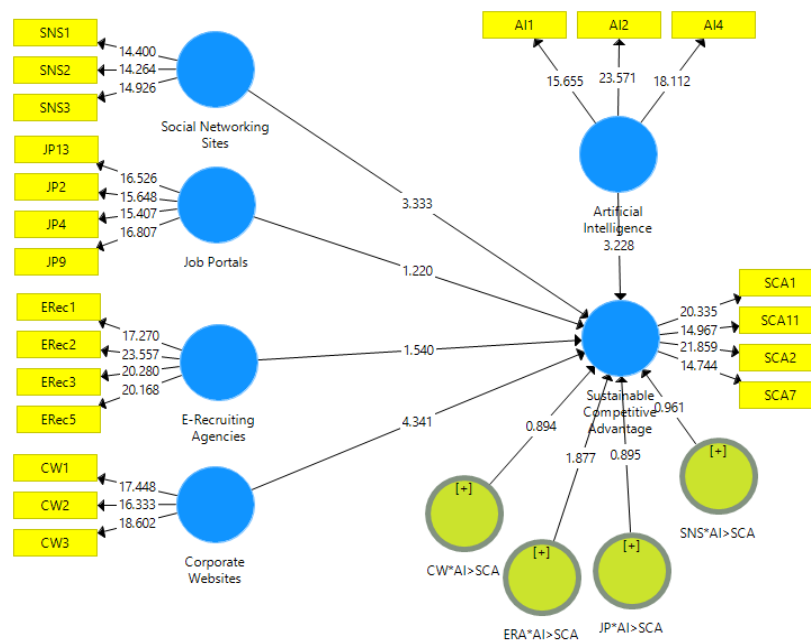 SNS1
14.400
SNS2
14.264
SNS3
14.926
Social Networking
Sites
JP13
16.526
JP2
15.648
JP4
15.407
JP9
16.807
Job Portals
ERec1
17.270
ERec2
23.557
ERec3
20.280
ERec5
20.168
E-Recruiting
Agencies
CW1
17.448
CW2
16.333
CW3
18.602
Corporate
Websites
3.333
1.220
1.540
4.341
AI1
AI2
AI4
15.655
23.571
18.112
Artificial
Intelligence
3.228
SCA1
20.335
SCA11
14.967
SCA2
21.859
SCA7
14.744
Sustainable
Competitive
Advantage
0.894
1.877
0.895
0.961
[+]
CW*AI>SCA
[+]
ERA*AI>SCA
[+]
JP*AI>SCA
[+]
SNS*AI>SCA